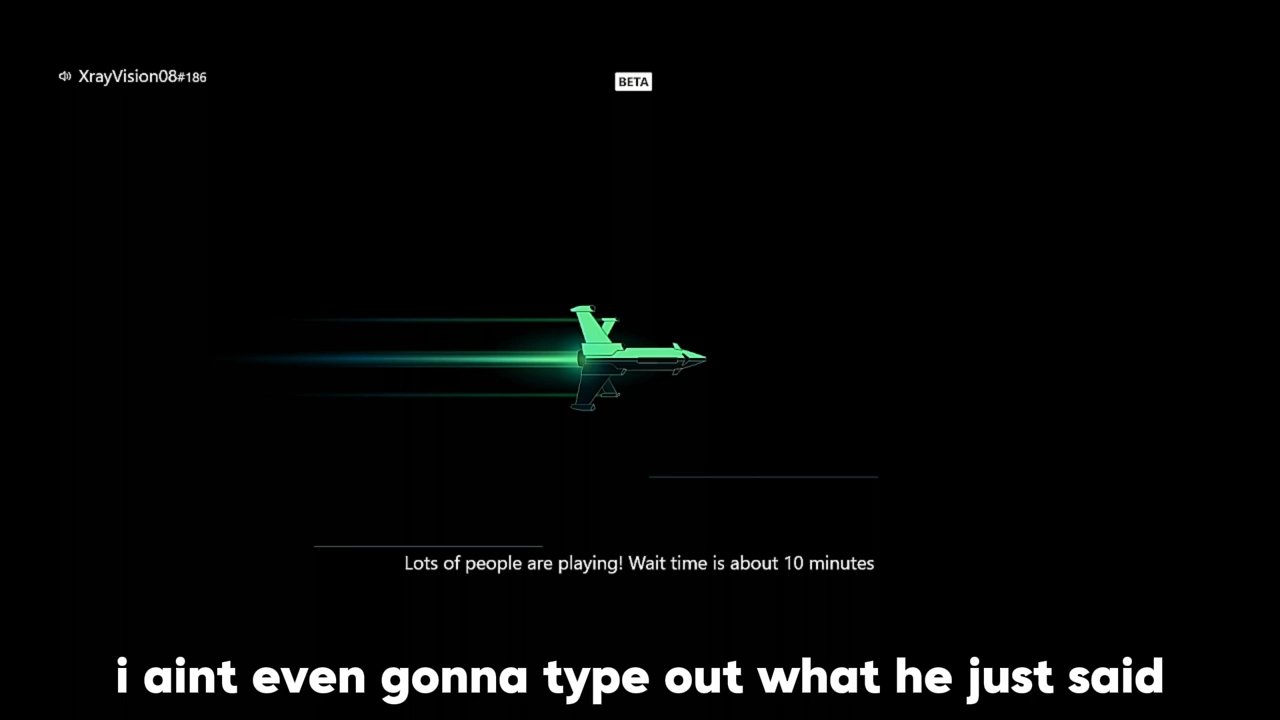 XrayVision08#186
BETA
Lots of people are playing! Wait time is about 10 minutes
i aint even gonna type out what he just said